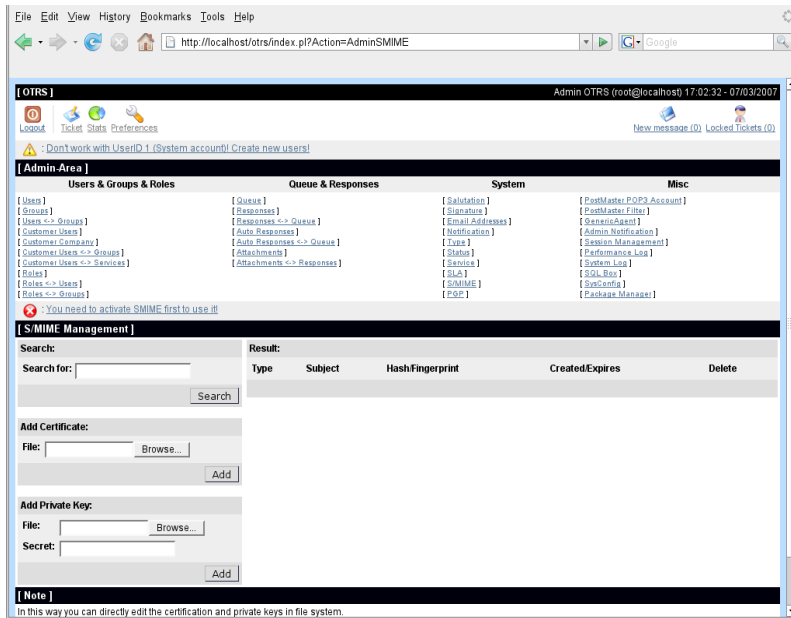 File Edit View History Bookmarks Tools Help
http://localhost/otrs/index.pl?Action=AdminSMIME
G Google
[ OTRS ] Admin OTRS (root@localhost) 17:02:32 - 07/03/2007
Logout Ticket Stats Preferences New message (0) Locked Tickets (0)
: Don't work with UserID 1 (System account)! Create new users!
[ Admin-Area ]
Users & Groups & Roles Queue & Responses System Misc
[ Users ] [ Queue ] [ Salutation ] [ PostMaster POP3 Account ]
[ Groups ] [ Responses ] [ Signature ] [ PostMaster Filter ]
[ Users <-> Groups ] [ Responses <-> Queue ] [ Email Addresses ] [ GenericAgent ]
[ Customer Users ] [ Auto Responses ] [ Notification ] [ Admin Notification ]
[ Customer Company ] [ Auto Responses <-> Queue ] [ Type ] [ Session Management ]
[ Customer Users <-> Groups ] [ Attachments ] [ Status ] [ Performance Log ]
[ Customer Users <-> Services ] [ Attachments <-> Responses ] [ Service ] [ System Log ]
[ Roles ] [ SLA ] [ SQL Box ]
[ Roles <-> Users ] [ S/MIME ] [ SysConfig ]
[ Roles <-> Groups ] [ PGP ] [ Package Manager ]
: You need to activate SMIME first to use it!
[ S/MIME Management ]
Search: Result:
Search for: Type Subject Hash/Fingerprint Created/Expires Delete
Search
Add Certificate:
File: Browse...
Add
Add Private Key:
File: Browse...
Secret:
Add
[ Note ]
In this way you can directly edit the certification and private keys in file system.